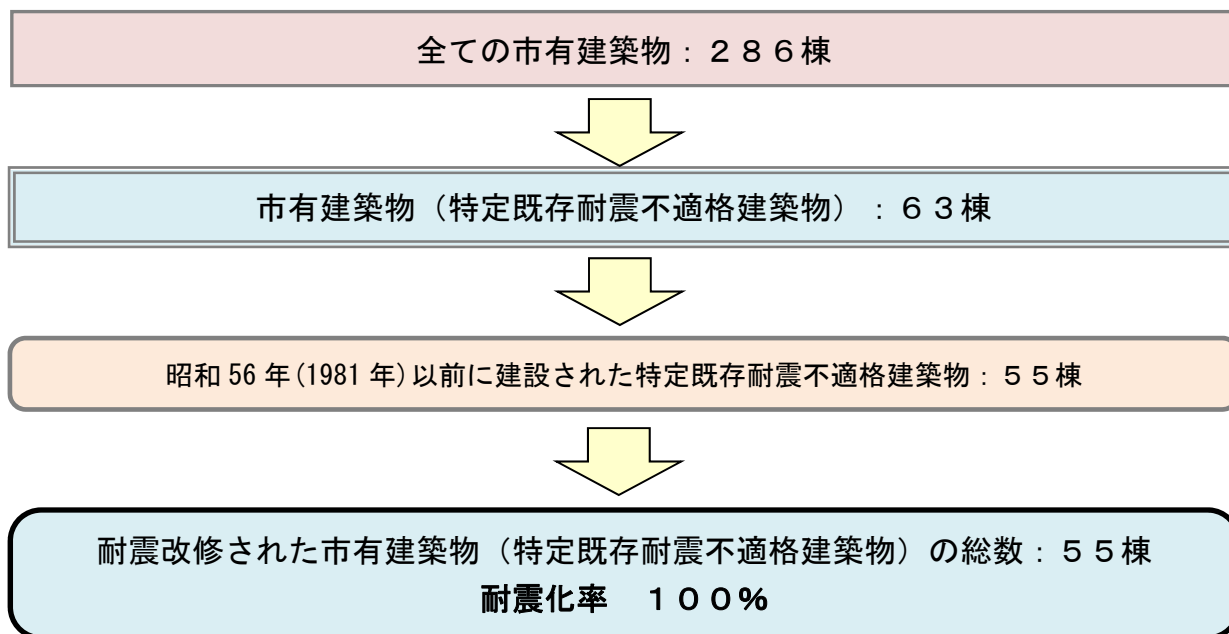 全ての市有建築物：２８６棟
市有建築物（特定既存耐震不適格建築物）：６３棟
昭和 56 年(1981 年)以前に建設された特定既存耐震不適格建築物：５５棟
耐震改修された市有建築物（特定既存耐震不適格建築物）の総数：５５棟
耐震化率　１００％